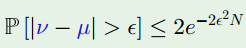 ℙ [|ν − μ| > ϵ] ≤ 2e^{−2ϵ²N}